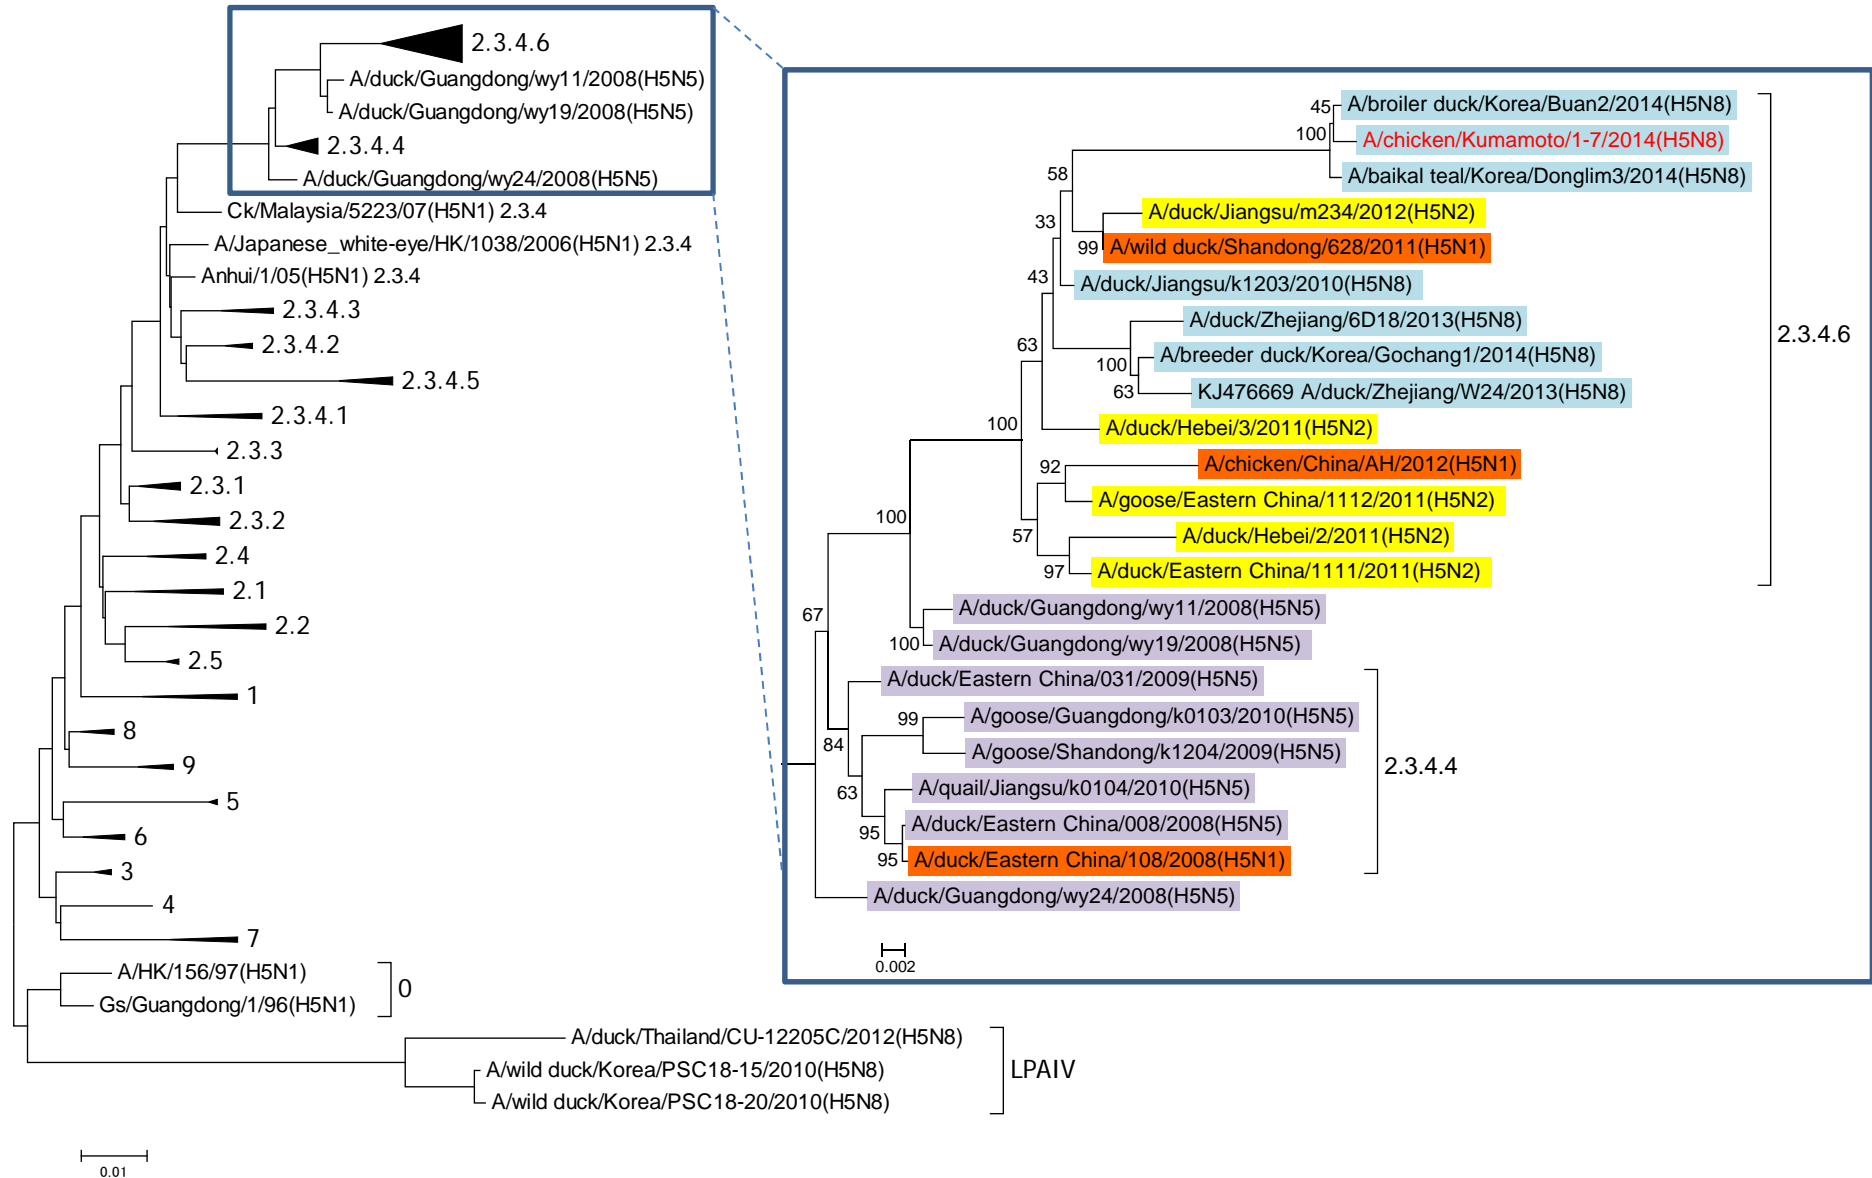 2.3.4.6
A/duck/Guangdong/wy11/2008(H5N5)
A/duck/Guangdong/wy19/2008(H5N5)
2.3.4.4
A/duck/Guangdong/wy24/2008(H5N5)
Ck/Malaysia/5223/07(H5N1) 2.3.4
A/Japanese_white-eye/HK/1038/2006(H5N1) 2.3.4
Anhui/1/05(H5N1) 2.3.4
2.3.4.3
2.3.4.2
2.3.4.5
2.3.4.1
2.3.3
2.3.1
2.3.2
2.4
2.1
2.2
2.5
1
8
9
5
6
3
4
7
A/HK/156/97(H5N1)
Gs/Guangdong/1/96(H5N1)
0
A/duck/Thailand/CU-12205C/2012(H5N8)
A/wild duck/Korea/PSC18-15/2010(H5N8)
A/wild duck/Korea/PSC18-20/2010(H5N8)
LPAIV
0.01
45
A/broiler duck/Korea/Buan2/2014(H5N8)
100
A/chicken/Kumamoto/1-7/2014(H5N8)
A/baikal teal/Korea/Donglim3/2014(H5N8)
58
A/duck/Jiangsu/m234/2012(H5N2)
33
99
A/wild duck/Shandong/628/2011(H5N1)
43
A/duck/Jiangsu/k1203/2010(H5N8)
A/duck/Zhejiang/6D18/2013(H5N8)
63
A/breeder duck/Korea/Gochang1/2014(H5N8)
100
63
KJ476669 A/duck/Zhejiang/W24/2013(H5N8)
100
A/duck/Hebei/3/2011(H5N2)
92
A/chicken/China/AH/2012(H5N1)
A/goose/Eastern China/1112/2011(H5N2)
100
57
A/duck/Hebei/2/2011(H5N2)
97
A/duck/Eastern China/1111/2011(H5N2)
2.3.4.6
67
A/duck/Guangdong/wy11/2008(H5N5)
100
A/duck/Guangdong/wy19/2008(H5N5)
A/duck/Eastern China/031/2009(H5N5)
99
A/goose/Guangdong/k0103/2010(H5N5)
84
A/goose/Shandong/k1204/2009(H5N5)
63
A/quail/Jiangsu/k0104/2010(H5N5)
95
A/duck/Eastern China/008/2008(H5N5)
95
A/duck/Eastern China/108/2008(H5N1)
2.3.4.4
A/duck/Guangdong/wy24/2008(H5N5)
0.002